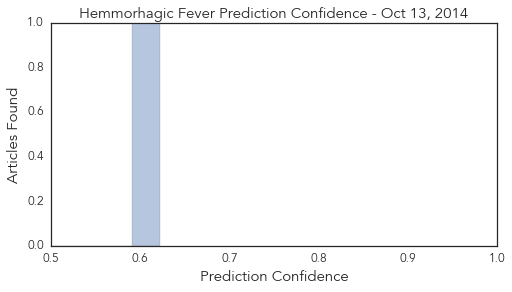 Hemmorhagic Fever Prediction Confidence - Oct 13, 2014
1.0
0.8
0.6
0.4
0.2
0.0
Articles Found
0.5 0.6 0.7 0.8 0.9 1.0
Prediction Confidence